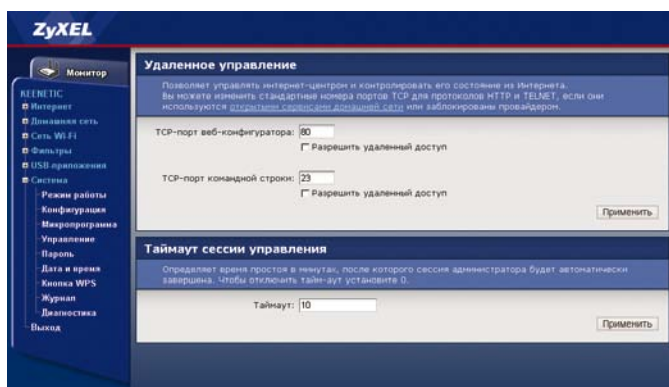 ZyXEL
Монитор
KEENETIC
Интернет
Домашняя сеть
Сеть Wi-Fi
Фильтры
USB приложения
Система
Режим работы
Конфигурация
Микропрограмма
Управление
Пароль
Дата и время
Кнопка WPS
Журнал
Диагностика
Выход
Удаленное управление
Позволяет управлять интернет-центром и контролировать его состояние из Интернета.
Вы можете изменить стандартные номера портов TCP для протоколов HTTP и TELNET, если они
используются открытыми сервисами домашней сети или заблокированы провайдером.
TCP-порт веб-конфигуратора: 80
Разрешить удаленный доступ
TCP-порт командной строки: 23
Разрешить удаленный доступ
Применить
Таймаут сессии управления
Определяет время простоя в минутах, после которого сессия администратора будет автоматически
завершена. Чтобы отключить тайм-аут установите 0.
Таймаут: 10
Применить